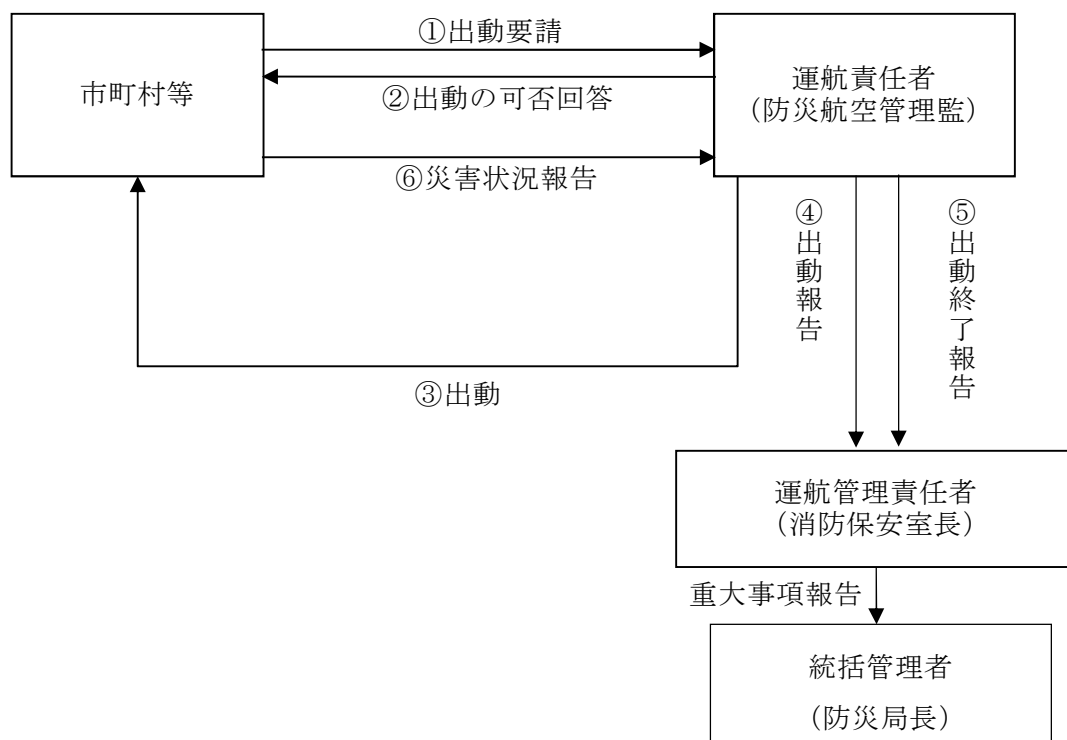 ①出動要請
市町村等
②出動の可否回答
運航責任者
（防災航空管理監）
⑥災害状況報告
④出動報告
⑤出動終了報告
③出動
運航管理責任者
（消防保安室長）
重大事項報告
統括管理者
（防災局長）